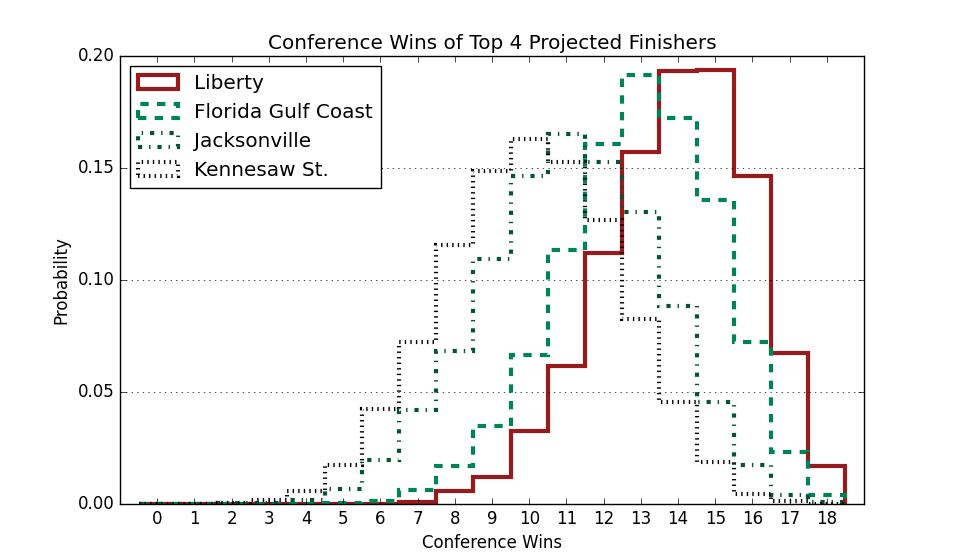 Conference Wins of Top 4 Projected Finishers
Liberty
Florida Gulf Coast
Jacksonville
Kennesaw St.
0.20
0.15
0.10
0.05
0.00
Probability
0 1 2 3 4 5 6 7 8 9 10 11 12 13 14 15 16 17 18
Conference Wins